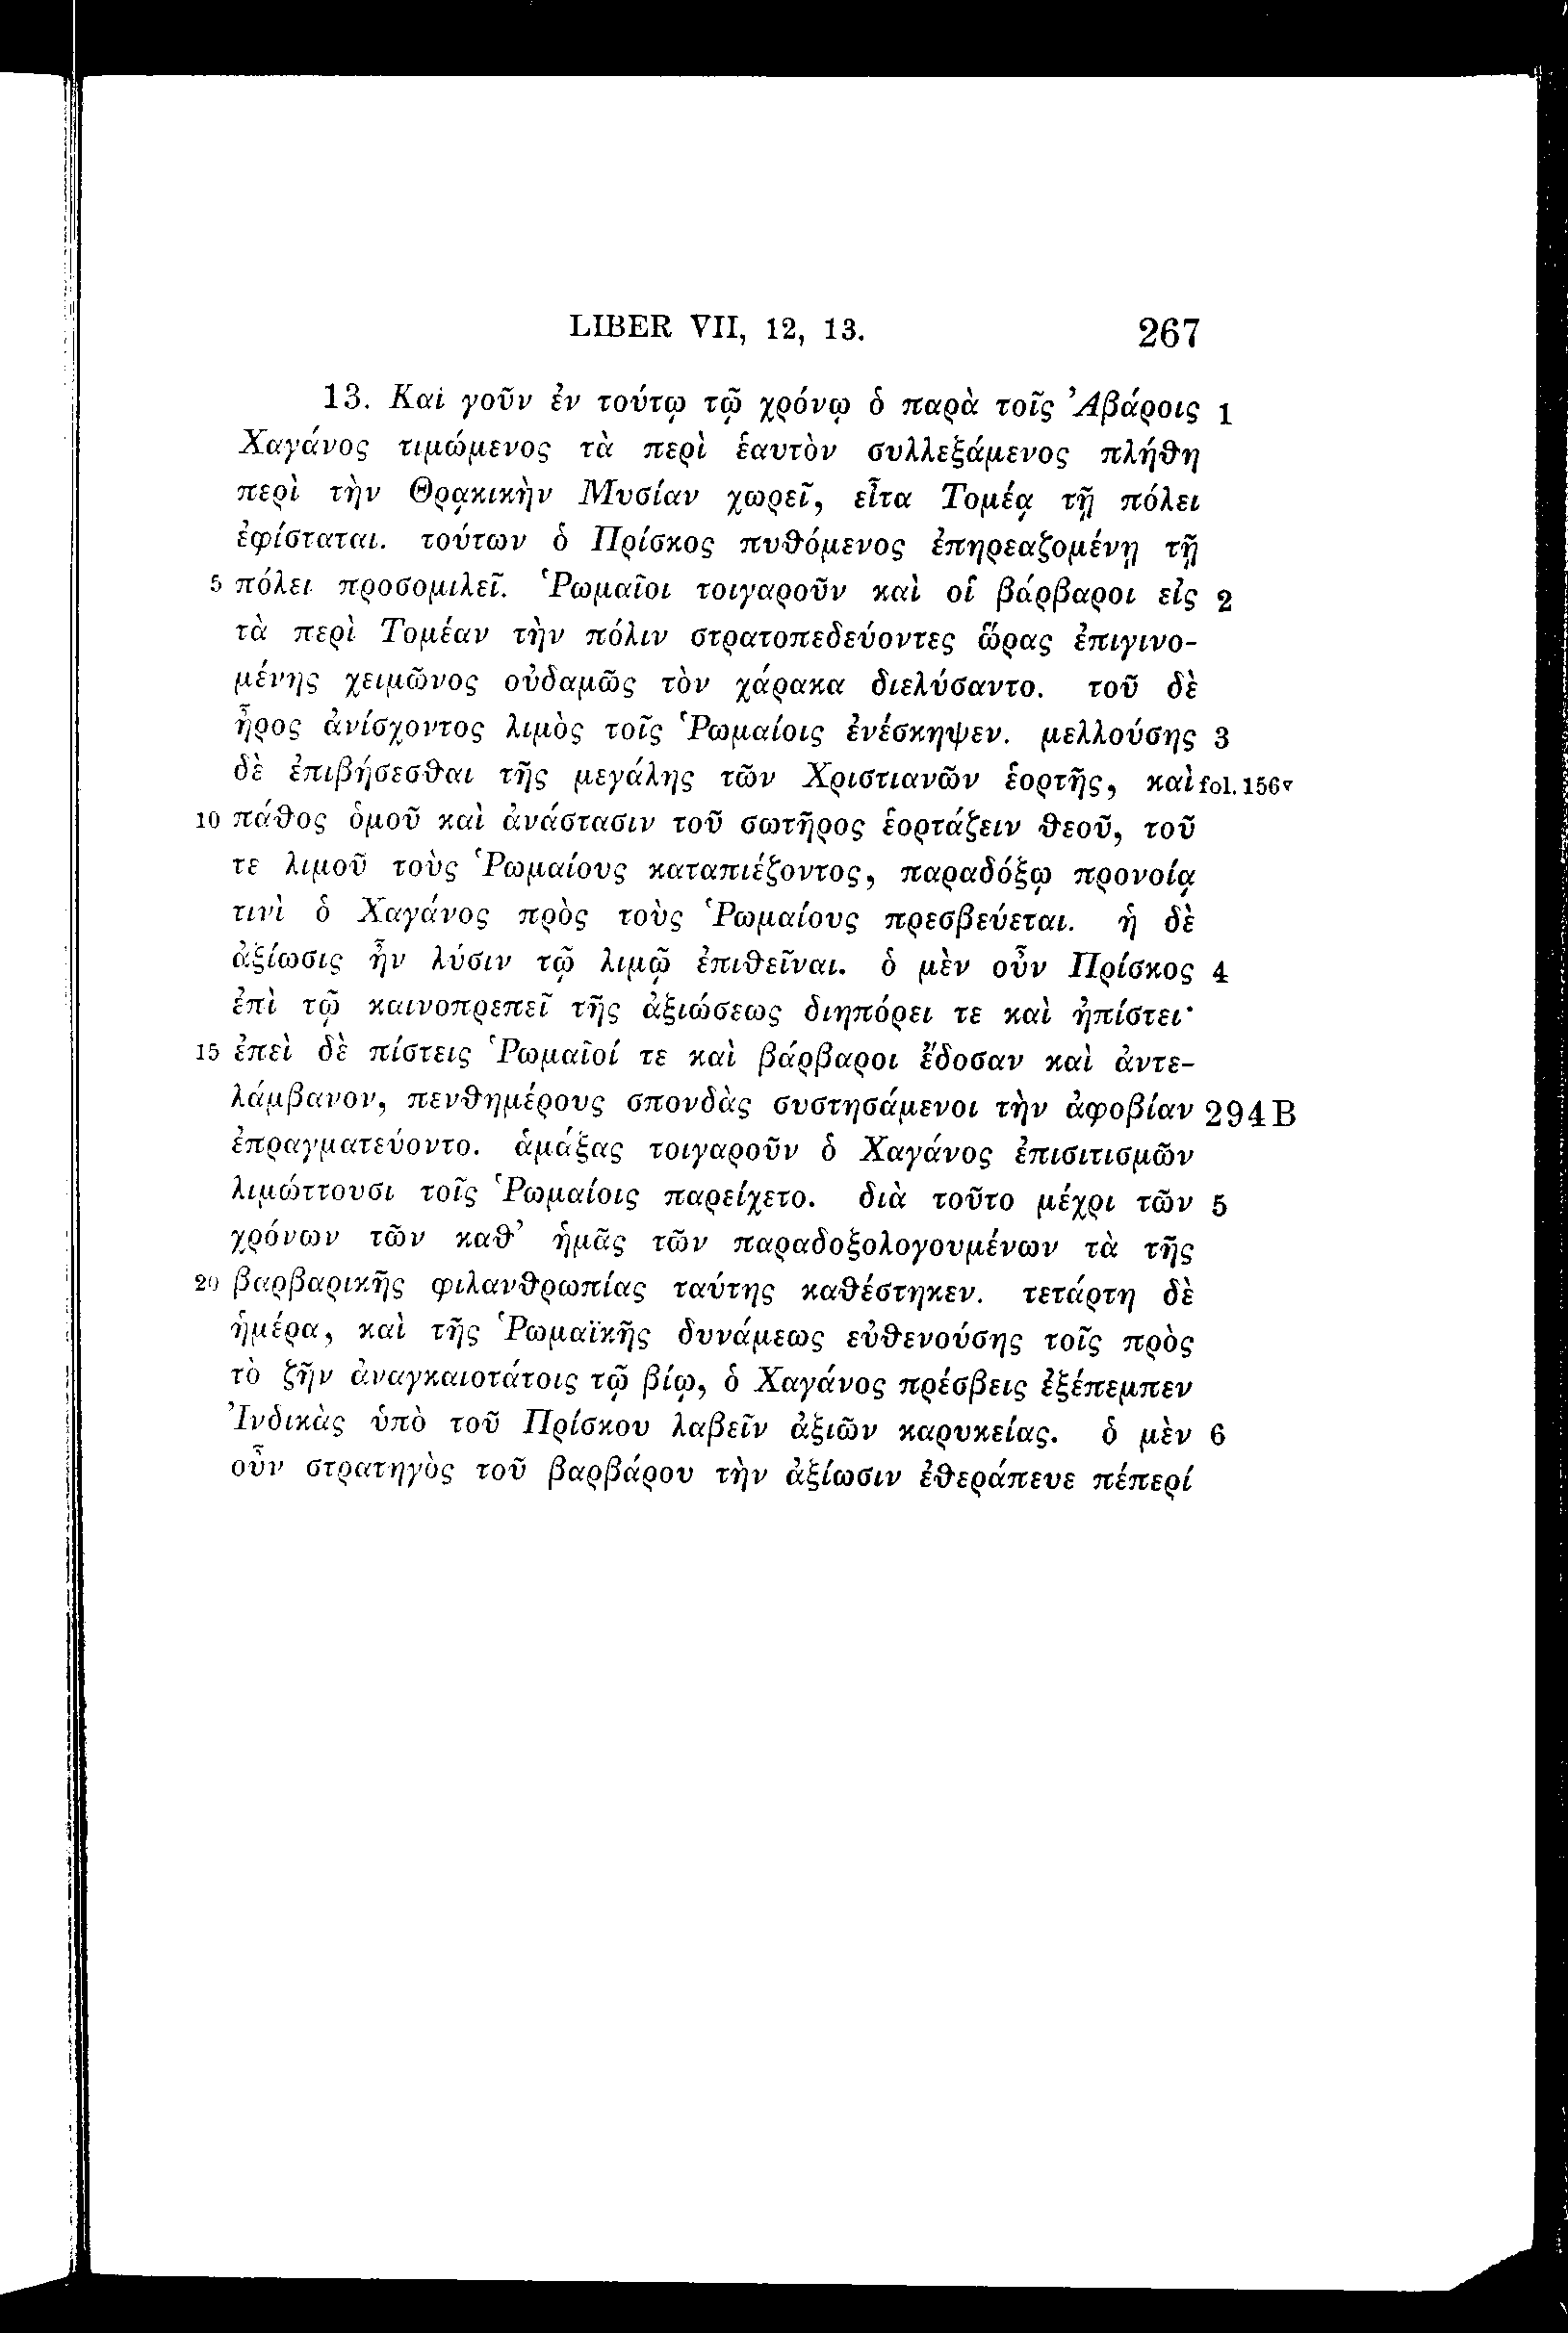 LIBER VII, 12, 13. 267
13. Καὶ γοῦν ἐν τούτῳ τῷ χρόνῳ ὁ παρὰ τοῖς Ἀβάροις 1
Χαγάνος τιμώμενος τὰ περὶ ἑαυτὸν συλλεξάμενος πλήθη
περὶ τὴν Θρᾳκικὴν Μυσίαν χωρεῖ, εἶτα Τομέᾳ τῇ πόλει
ἐφίσταται. τούτων ὁ Πρίσκος πυθόμενος ἐπηρεαζομένῃ τῇ
5 πόλει προσομιλεῖ. Ῥωμαῖοι τοιγαροῦν καὶ οἱ βάρβαροι εἰς 2
τὰ περὶ Τομέαν τὴν πόλιν στρατοπεδεύοντες ὥρας ἐπιγινο-
μένης χειμῶνος οὐδαμῶς τὸν χάρακα διελύσαντο. τοῦ δὲ
ἦρος ἀνίσχοντος λιμὸς τοῖς Ῥωμαίοις ἐνέσκηψεν. μελλούσης 3
δὲ ἐπιβήσεσθαι τῆς μεγάλης τῶν Χριστιανῶν ἑορτῆς, καὶ fol. 156v
10 πάθος ὁμοῦ καὶ ἀνάστασιν τοῦ σωτῆρος ἑορτάζειν θεοῦ, τοῦ
τε λιμοῦ τοὺς Ῥωμαίους καταπιέζοντος, παραδόξῳ προνοίᾳ
τινὶ ὁ Χαγάνος πρὸς τοὺς Ῥωμαίους πρεσβεύεται. ἡ δὲ
ἀξίωσις ἦν λύσιν τῷ λιμῷ ἐπιθεῖναι. ὁ μὲν οὖν Πρίσκος 4
ἐπὶ τῷ καινοπρεπεῖ τῆς ἀξιώσεως διηπόρει τε καὶ ἠπίστει·
15 ἐπεὶ δὲ πίστεις Ῥωμαῖοί τε καὶ βάρβαροι ἔδοσαν καὶ ἀντε-
λάμβανον, πενθημέρους σπονδὰς συστησάμενοι τὴν ἀφοβίαν 294 B
ἐπραγματεύοντο. ἁμάξας τοιγαροῦν ὁ Χαγάνος ἐπισιτισμῶν
λιμώττουσι τοῖς Ῥωμαίοις παρείχετο. διὰ τοῦτο μέχρι τῶν 5
χρόνων τῶν καθ’ ἡμᾶς τῶν παραδοξολογουμένων τὰ τῆς
20 βαρβαρικῆς φιλανθρωπίας ταύτης καθέστηκεν. τετάρτη δὲ
ἡμέρα, καὶ τῆς Ῥωμαϊκῆς δυνάμεως εὐθενούσης τοῖς πρὸς
τὸ ζῆν ἀναγκαιοτάτοις τῷ βίῳ, ὁ Χαγάνος πρέσβεις ἐξέπεμπεν
Ἰνδικὰς ὑπὸ τοῦ Πρίσκου λαβεῖν ἀξιῶν καρυκείας. ὁ μὲν 6
οὖν στρατηγὸς τοῦ βαρβάρου τὴν ἀξίωσιν ἐθεράπευε πέπερί